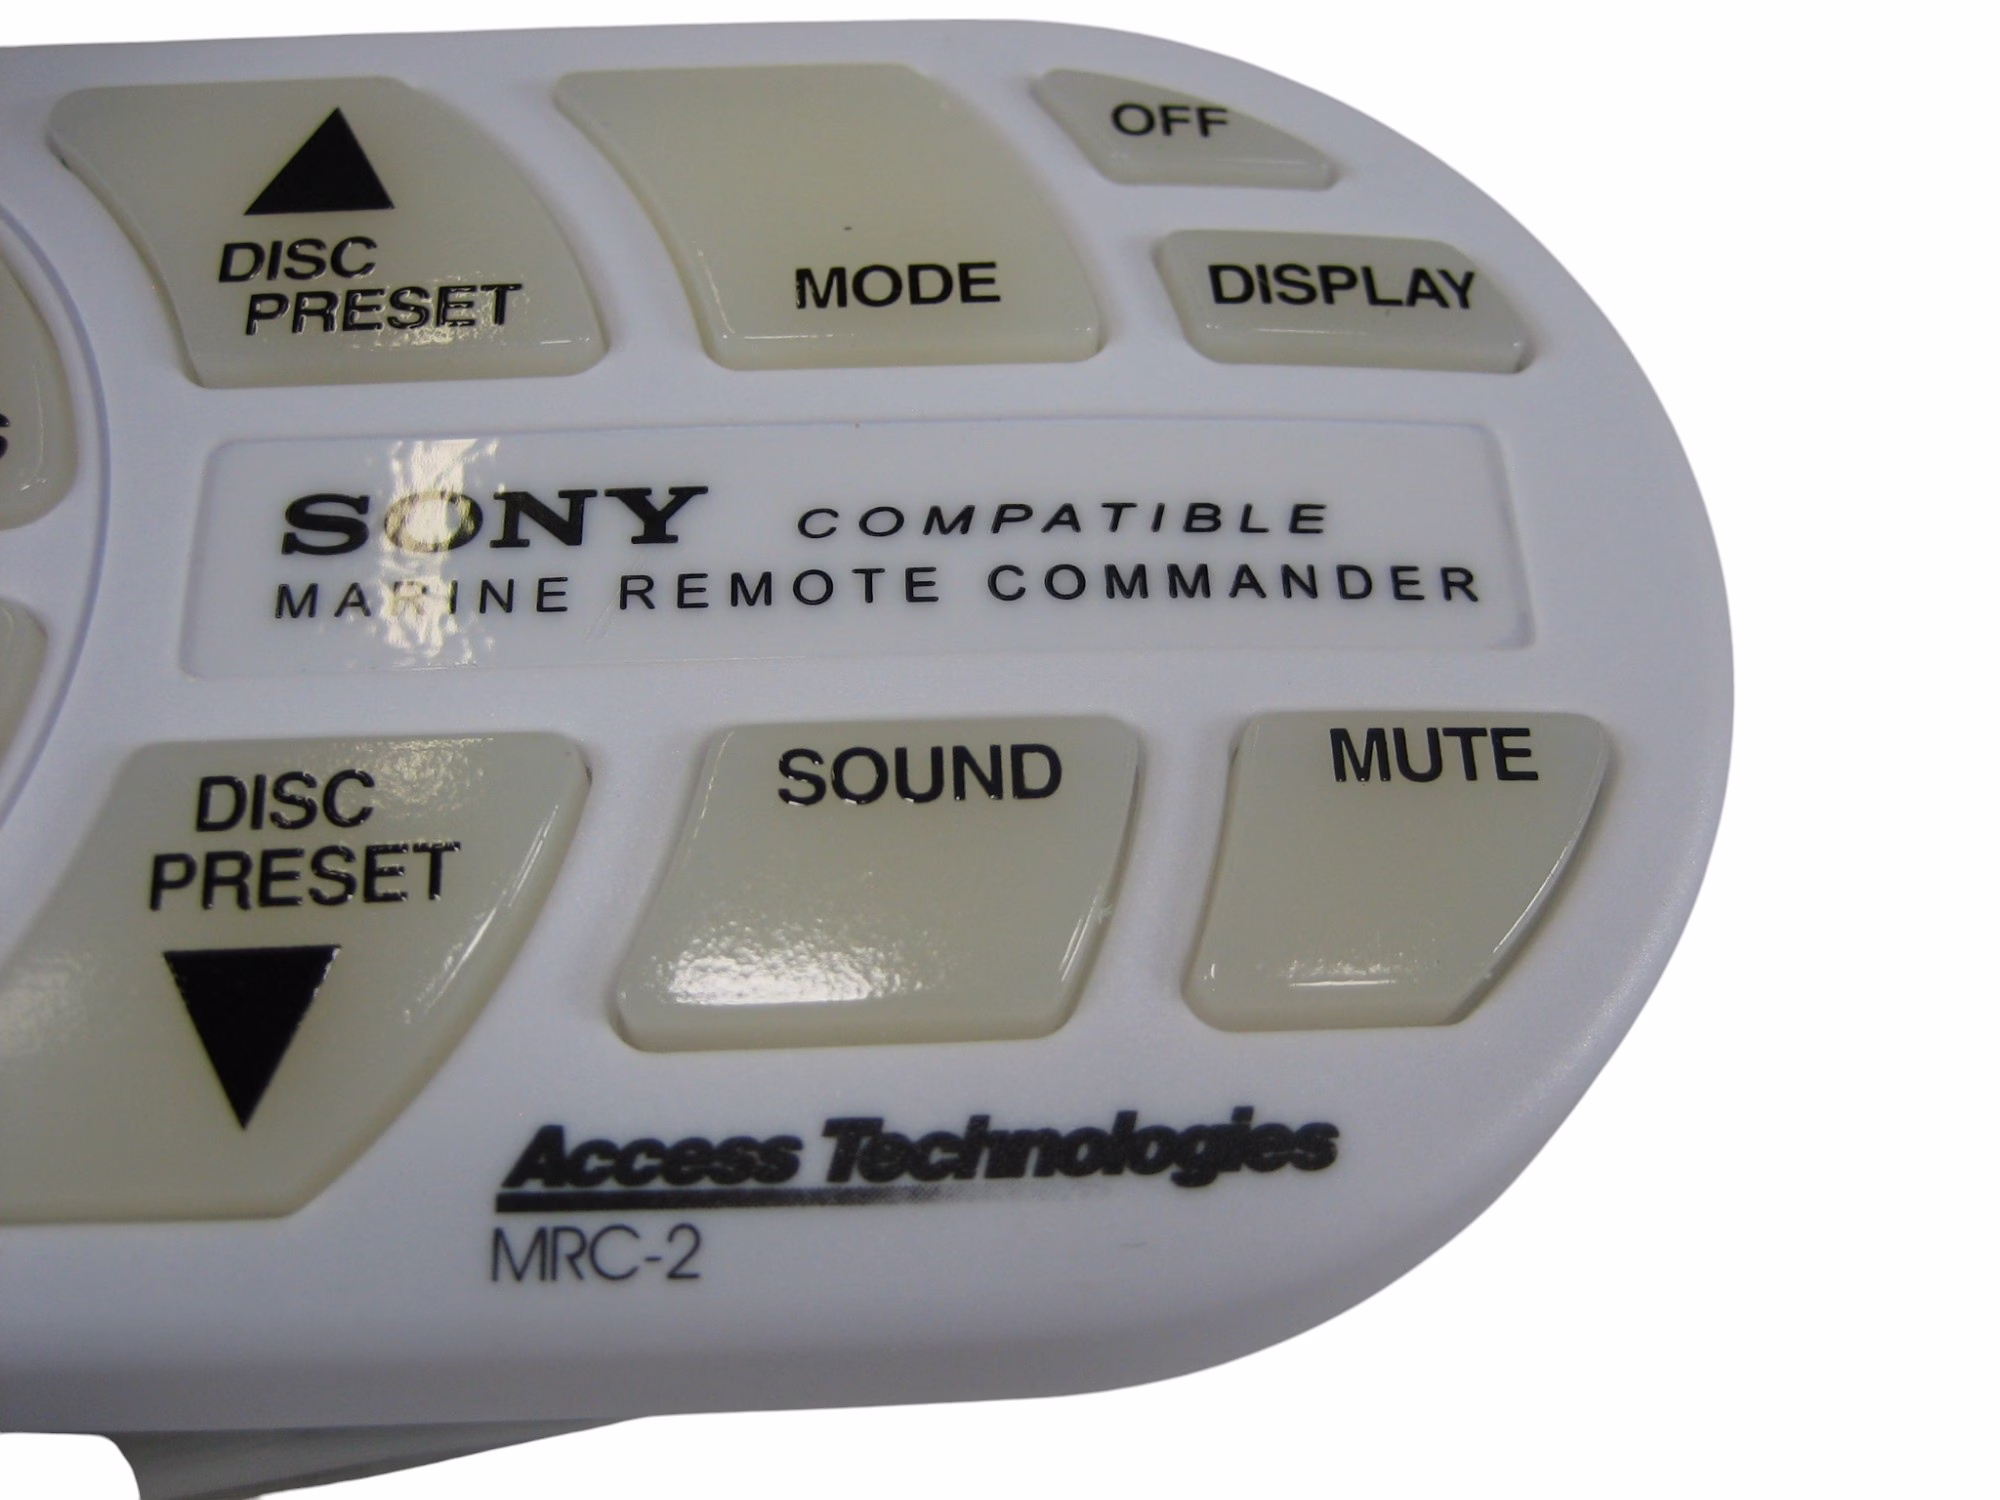 DISC
PRESET
MODE
OFF
DISPLAY
SONY COMPATIBLE
MARINE REMOTE COMMANDER
DISC
PRESET
SOUND
MUTE
Access Technologies
MRC-2